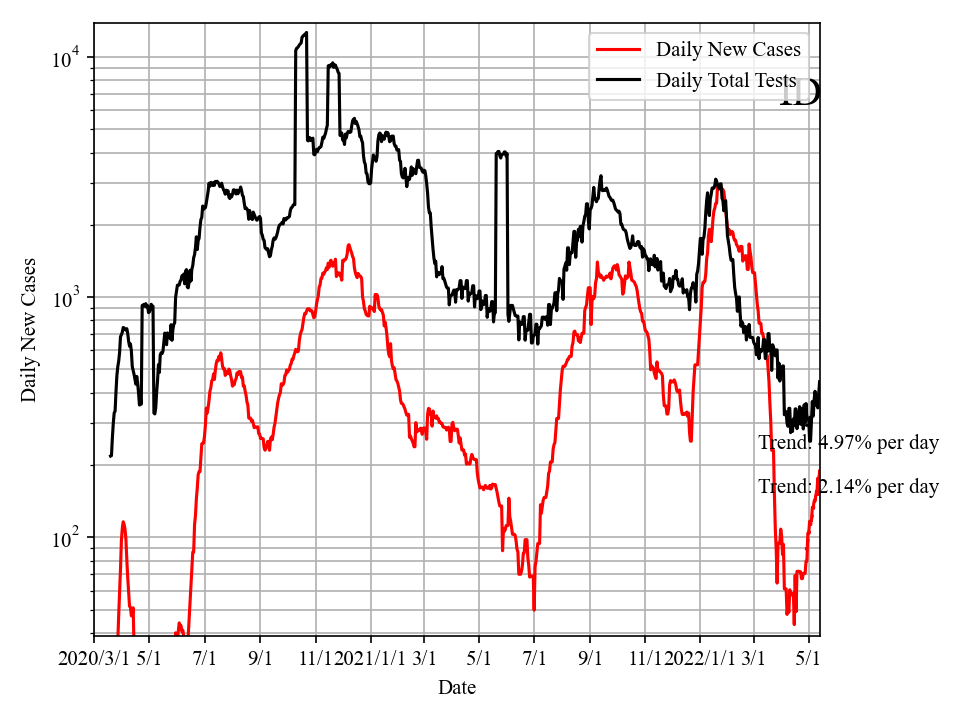 Daily New Cases
Daily Total Tests
ID
10^4
10^3
10^2
Daily New Cases
Trend: 4.97% per day
Trend: 2.14% per day
2020/3/1 5/1 7/1 9/1 11/1 2021/1/1 3/1 5/1 7/1 9/1 11/1 2022/1/1 3/1 5/1
Date